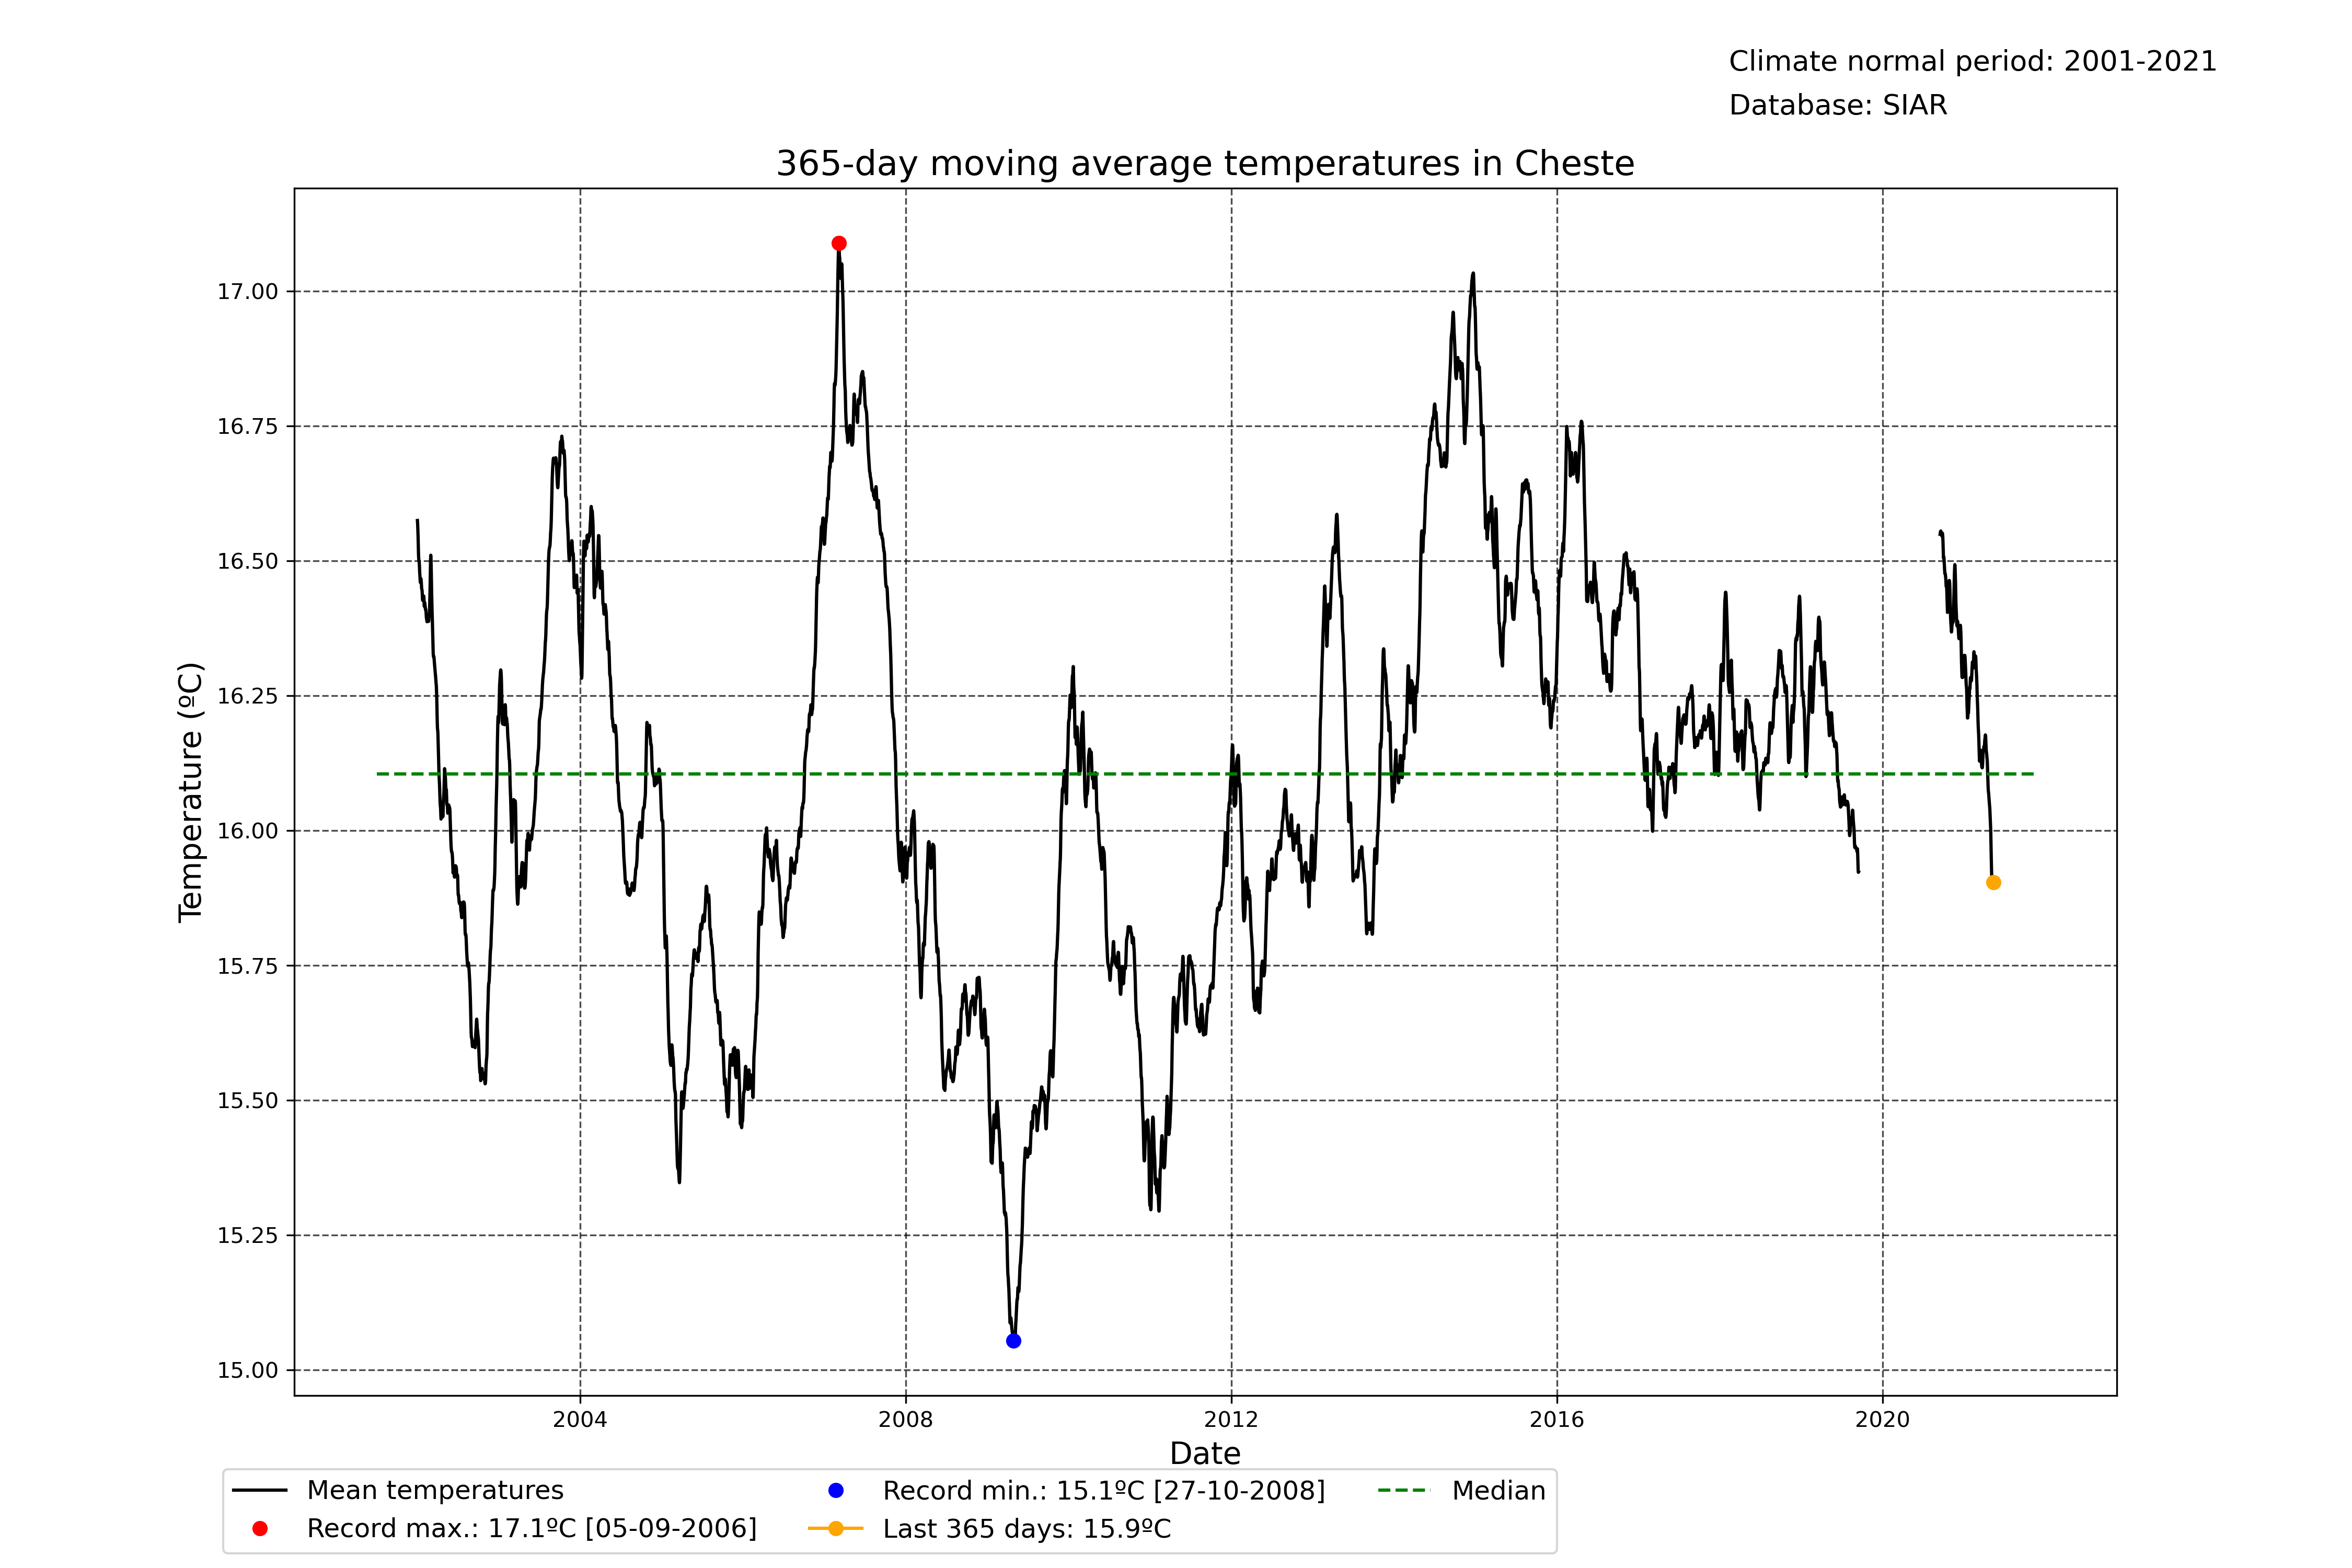 Climate normal period: 2001-2021
Database: SIAR
365-day moving average temperatures in Cheste
17.00
16.75
16.50
16.25
16.00
15.75
15.50
15.25
15.00
Temperature (ºC)
2004 2008 2012 2016 2020
Date
Mean temperatures
Record max.: 17.1ºC [05-09-2006]
Record min.: 15.1ºC [27-10-2008]
Last 365 days: 15.9ºC
Median